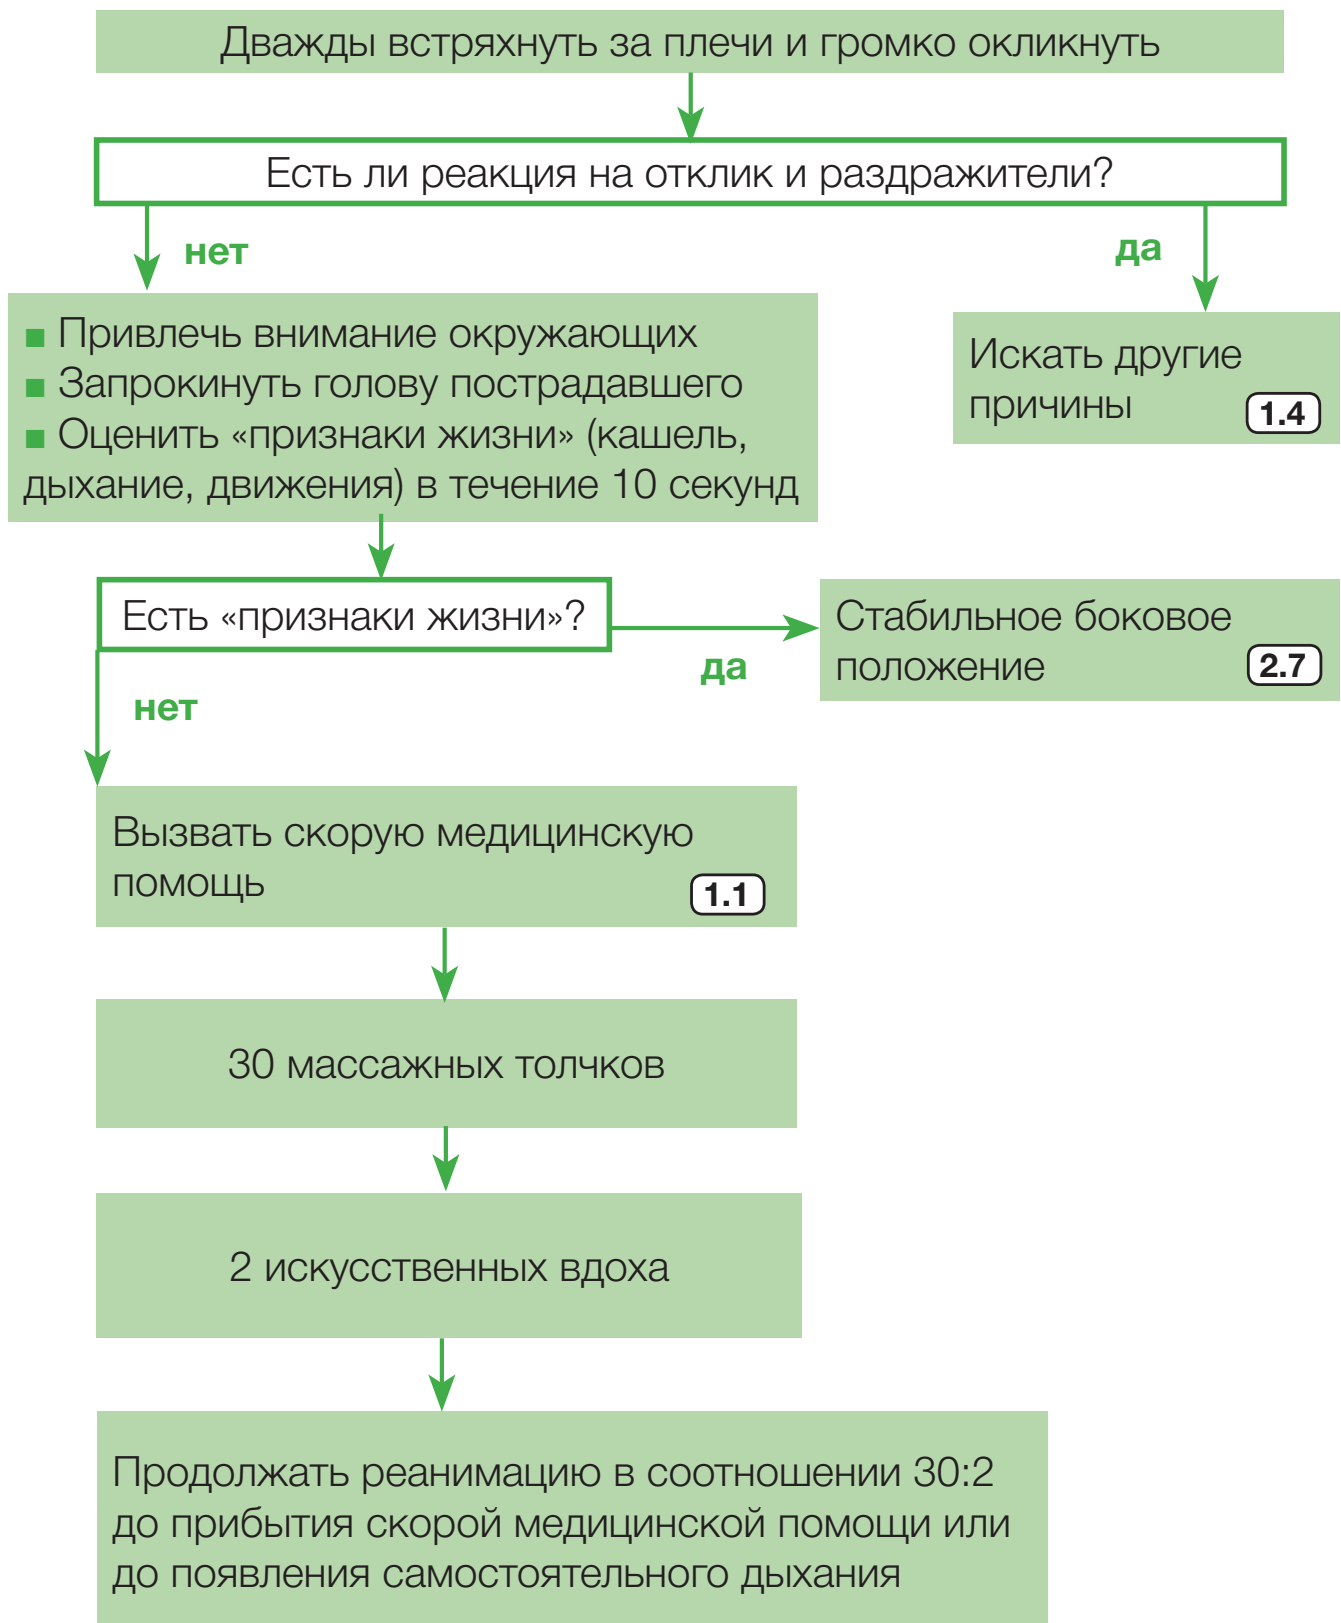 Дважды встряхнуть за плечи и громко окликнуть
Есть ли реакция на отклик и раздражители?
нет
да
■ Привлечь внимание окружающих
■ Запрокинуть голову пострадавшего
■ Оценить «признаки жизни» (кашель,
дыхание, движения) в течение 10 секунд
Искать другие
причины 1.4
Есть «признаки жизни»?
да
Стабильное боковое
положение 2.7
нет
Вызвать скорую медицинскую
помощь 1.1
30 массажных толчков
2 искусственных вдоха
Продолжать реанимацию в соотношении 30:2
до прибытия скорой медицинской помощи или
до появления самостоятельного дыхания